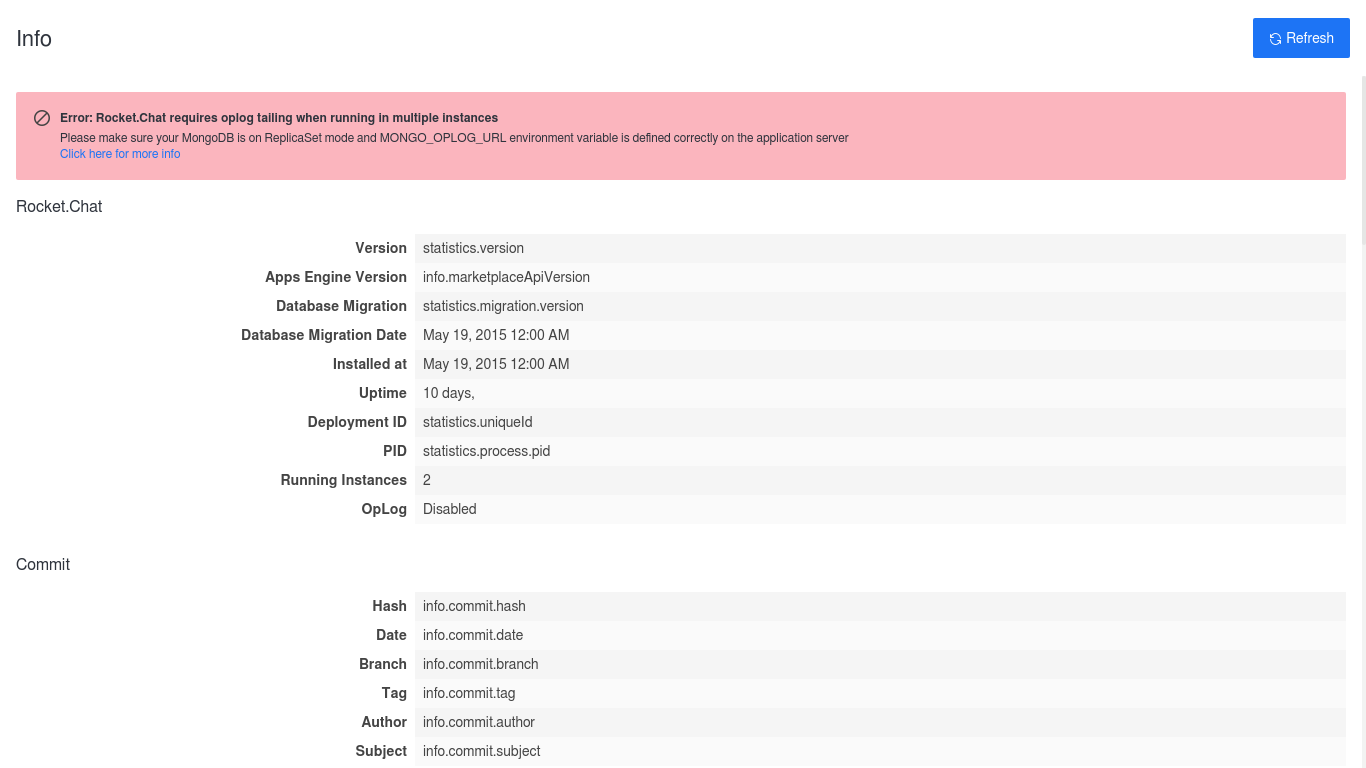 Info
Refresh
Error: Rocket.Chat requires oplog tailing when running in multiple instances
Please make sure your MongoDB is on ReplicaSet mode and MONGO_OPLOG_URL environment variable is defined correctly on the application server
Click here for more info
Rocket.Chat
Version statistics.version
Apps Engine Version info.marketplaceApiVersion
Database Migration statistics.migration.version
Database Migration Date May 19, 2015 12:00 AM
Installed at May 19, 2015 12:00 AM
Uptime 10 days,
Deployment ID statistics.uniqueId
PID statistics.process.pid
Running Instances 2
OpLog Disabled
Commit
Hash info.commit.hash
Date info.commit.date
Branch info.commit.branch
Tag info.commit.tag
Author info.commit.author
Subject info.commit.subject